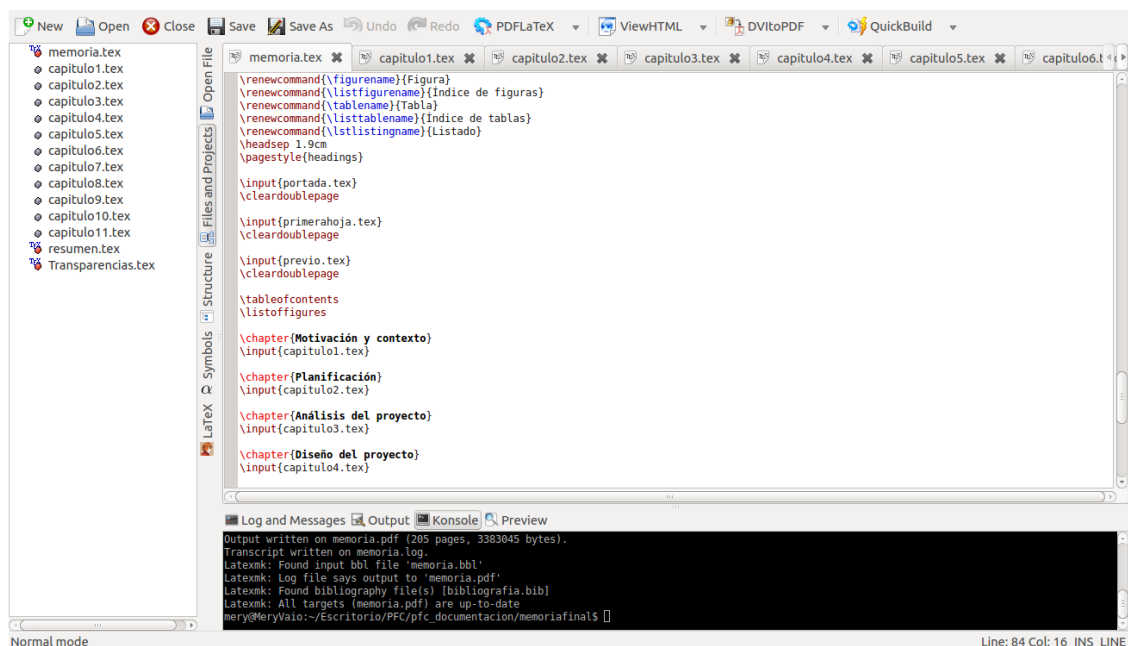 New Open Close Save Save As Undo Redo PDFLaTeX ViewHTML DVItoPDF QuickBuild
memoria.tex
capitulo1.tex
capitulo2.tex
capitulo3.tex
capitulo4.tex
capitulo5.tex
capitulo6.tex
capitulo7.tex
capitulo8.tex
capitulo9.tex
capitulo10.tex
capitulo11.tex
resumen.tex
Transparencias.tex
Open File
Files and Projects
Structure
Symbols
LaTeX
memoria.tex capitulo1.tex capitulo2.tex capitulo3.tex capitulo4.tex capitulo5.tex capitulo6.t
\renewcommand{\figurename}{Figura}
\renewcommand{\listfigurename}{Índice de figuras}
\renewcommand{\tablename}{Tabla}
\renewcommand{\listtablename}{Índice de tablas}
\renewcommand{\lstlistingname}{Listado}
\headsep 1.9cm
\pagestyle{headings}
\input{portada.tex}
\cleardoublepage
\input{primerahoja.tex}
\cleardoublepage
\input{previo.tex}
\cleardoublepage
\tableofcontents
\listoffigures
\chapter{Motivación y contexto}
\input{capitulo1.tex}
\chapter{Planificación}
\input{capitulo2.tex}
\chapter{Análisis del proyecto}
\input{capitulo3.tex}
\chapter{Diseño del proyecto}
\input{capitulo4.tex}
Log and Messages Output Konsole Preview
Output written on memoria.pdf (205 pages, 3383045 bytes).
Transcript written on memoria.log.
Latexmk: Found input bbl file 'memoria.bbl'
Latexmk: Log file says output to 'memoria.pdf'
Latexmk: Found bibliography file(s) [bibliografia.bib]
Latexmk: All targets (memoria.pdf) are up-to-date
mery@MeryVaio:~/Escritorio/PFC/pfc_documentacion/memoriafinal$
Normal mode
Line: 84 Col: 16 INS LINE